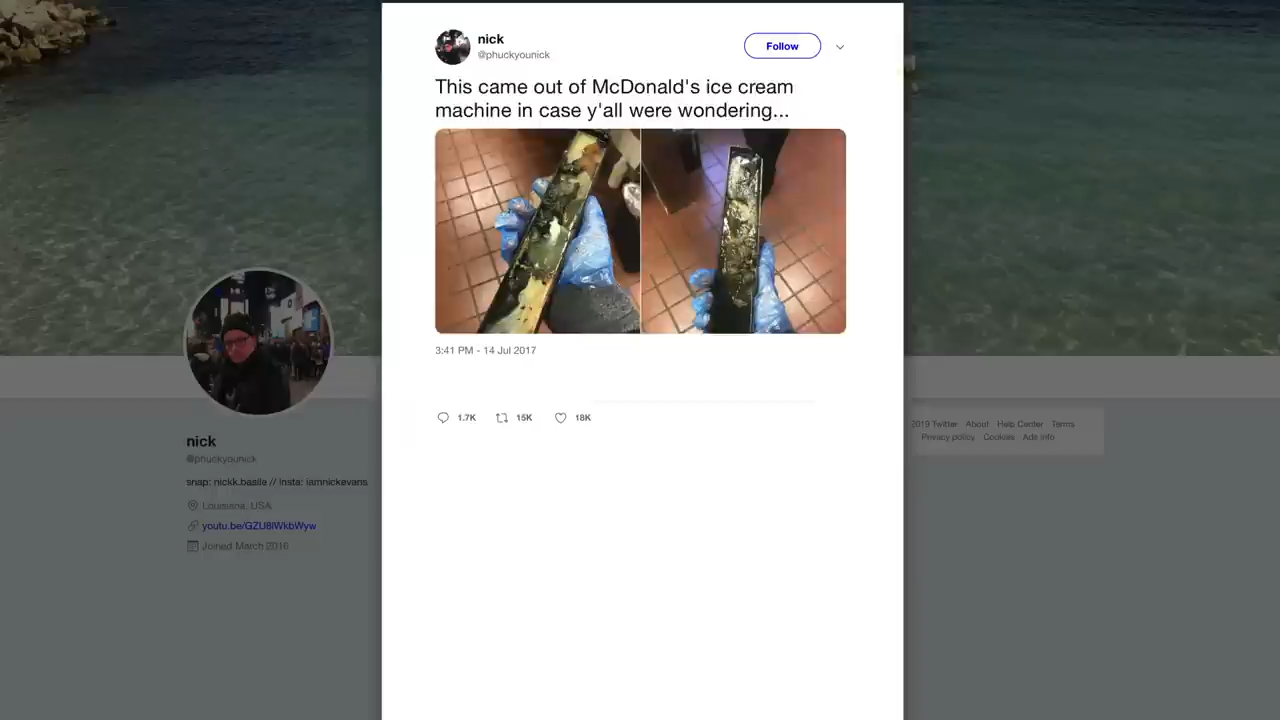 nick
@phuckyounick
Follow
This came out of McDonald's ice cream
machine in case y'all were wondering...
3:41 PM - 14 Jul 2017
1.7K 15K 18K
nick
@phuckyounick
snap: nickk.basile // insta: iamnickevans
Louisiana, USA
youtu.be/GZU8lWkbWyw
Joined March 2016
2019 Twitter About Help Center Terms
Privacy policy Cookies Ads info